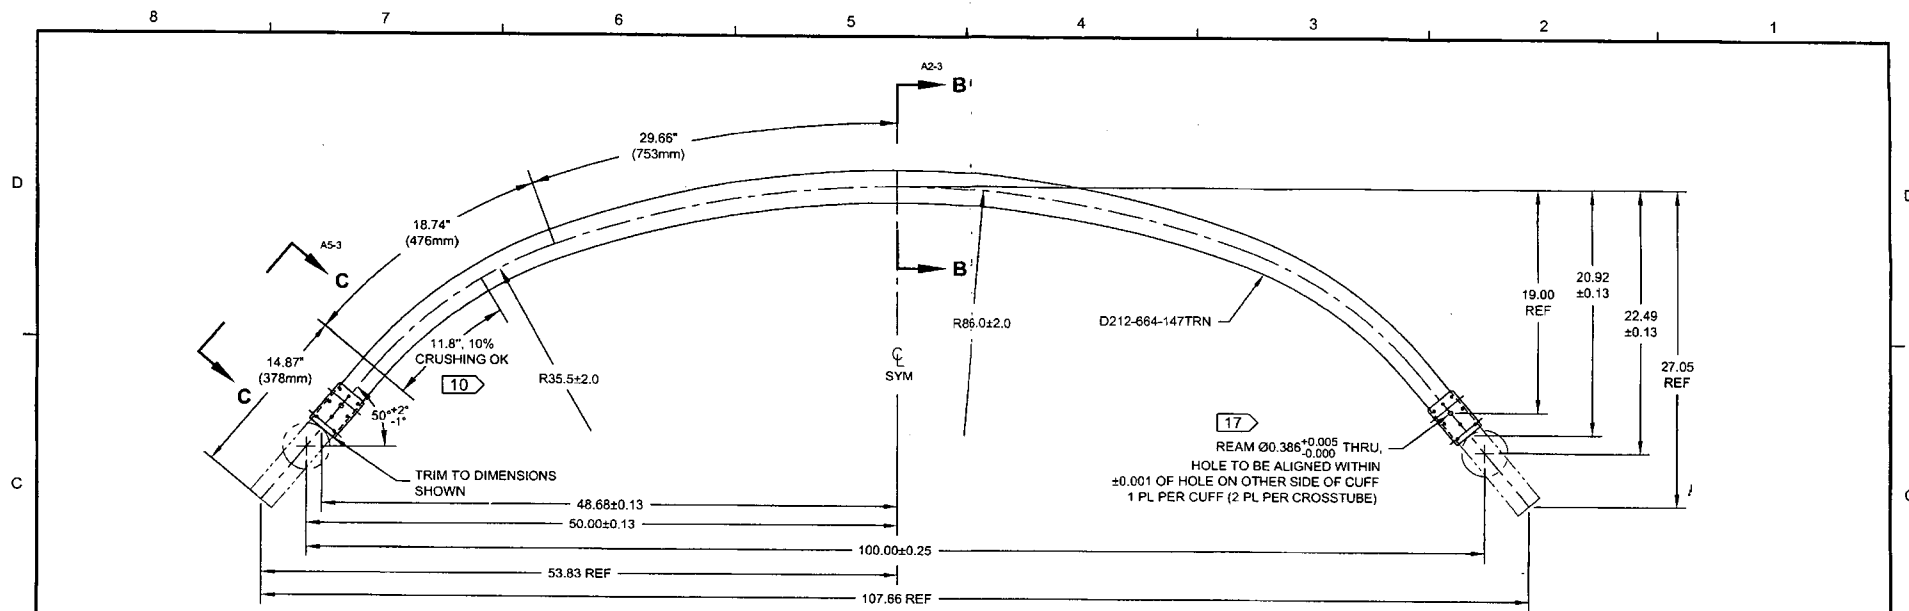 8 7 6 5 4 3 2 1
A2-3
B
29.66"
(753mm)
D
18.74"
(476mm)
A5-3
C
B
19.00
REF
20.92
±0.13
22.49
±0.13
27.05
REF
11.8", 10%
CRUSHING OK
10
R35.5±2.0
R86.0±2.0
D212-664-147TRN
CL
SYM
14.87"
(378mm)
C
50°+2°
-1°
17
REAM Ø0.386+0.005
-0.000 THRU,
HOLE TO BE ALIGNED WITHIN
±0.001 OF HOLE ON OTHER SIDE OF CUFF
1 PL PER CUFF (2 PL PER CROSSTUBE)
TRIM TO DIMENSIONS
SHOWN
C
48.68±0.13
50.00±0.13
100.00±0.25
53.83 REF
107.66 REF